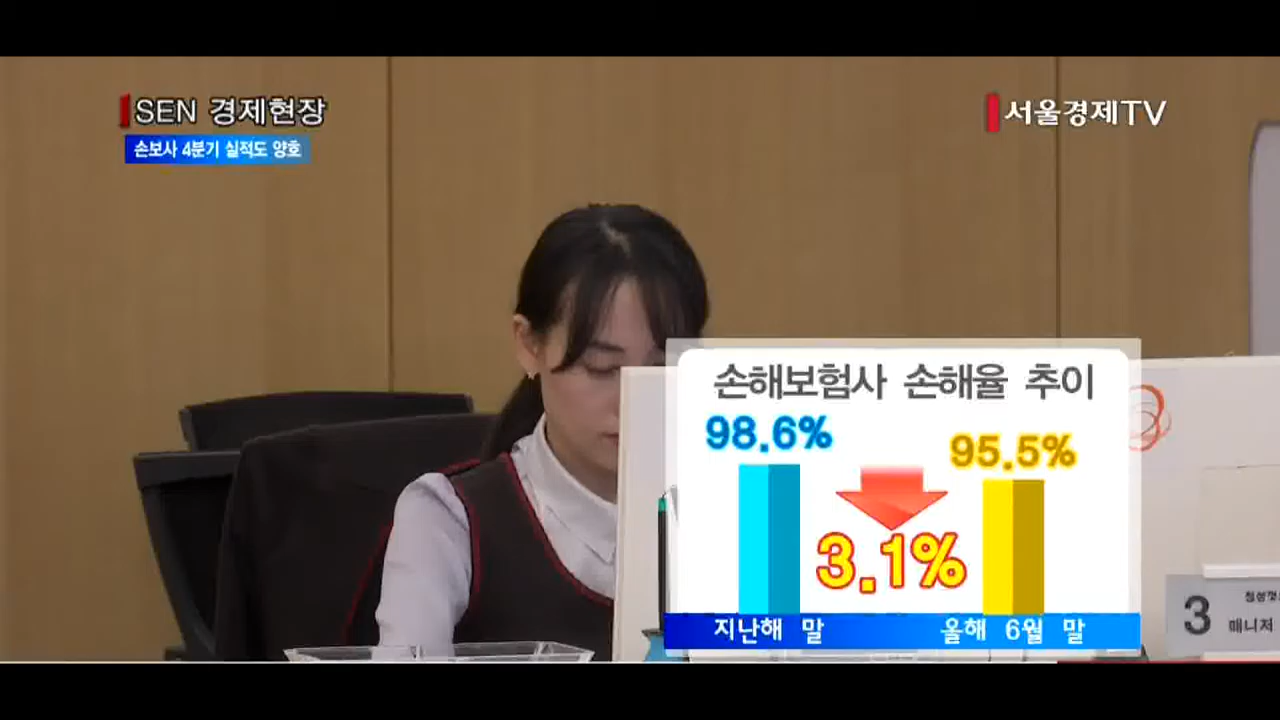 SEN 경제현장
서울경제TV
손보사 4분기 실적도 양호
손해보험사 손해율 추이
98.6%
95.5%
3.1%
지난해 말
올해 6월 말
3
매니저